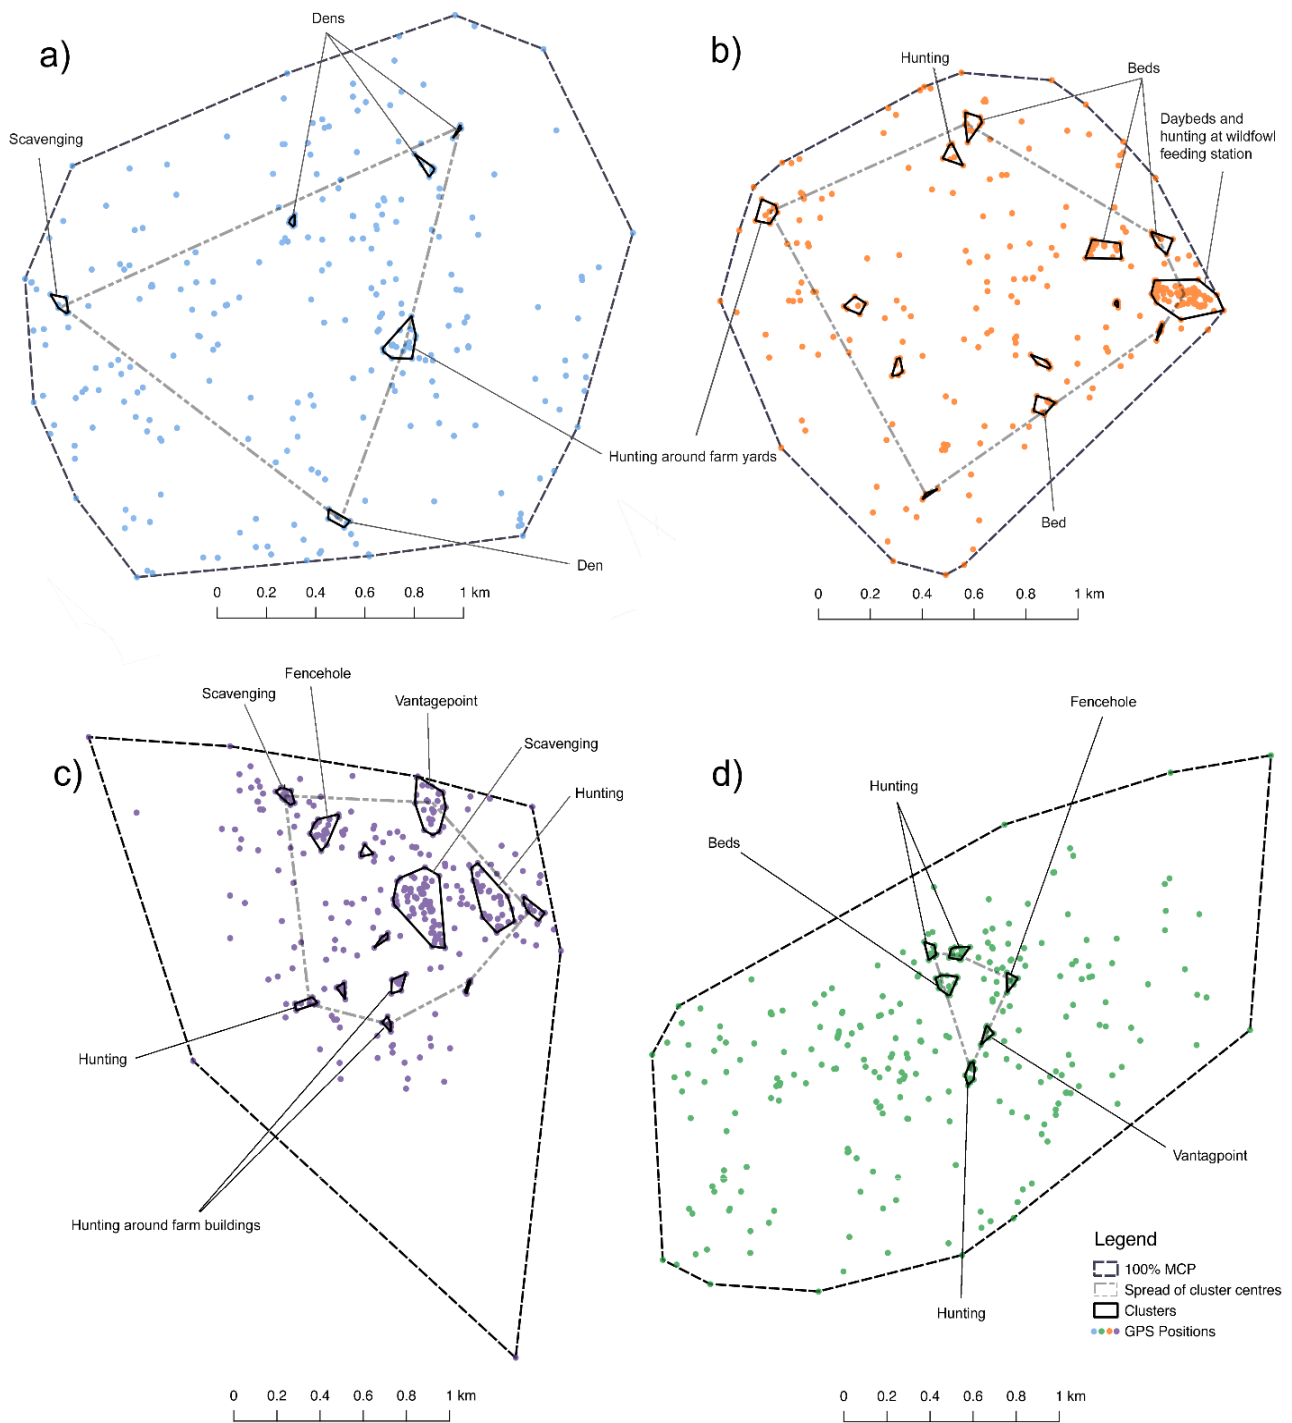 a)
Dens
Scavenging
Hunting around farm yards
Den
0 0.2 0.4 0.6 0.8 1 km
b)
Hunting
Beds
Daybeds and
hunting at wildfowl
feeding station
Bed
0 0.2 0.4 0.6 0.8 1 km
c)
Fencehole
Scavenging
Vantagepoint
Scavenging
Hunting
Hunting
Hunting around farm buildings
0 0.2 0.4 0.6 0.8 1 km
d)
Fencehole
Hunting
Beds
Vantagpoint
Hunting
Legend
100% MCP
Spread of cluster centres
Clusters
GPS Positions
0 0.2 0.4 0.6 0.8 1 km